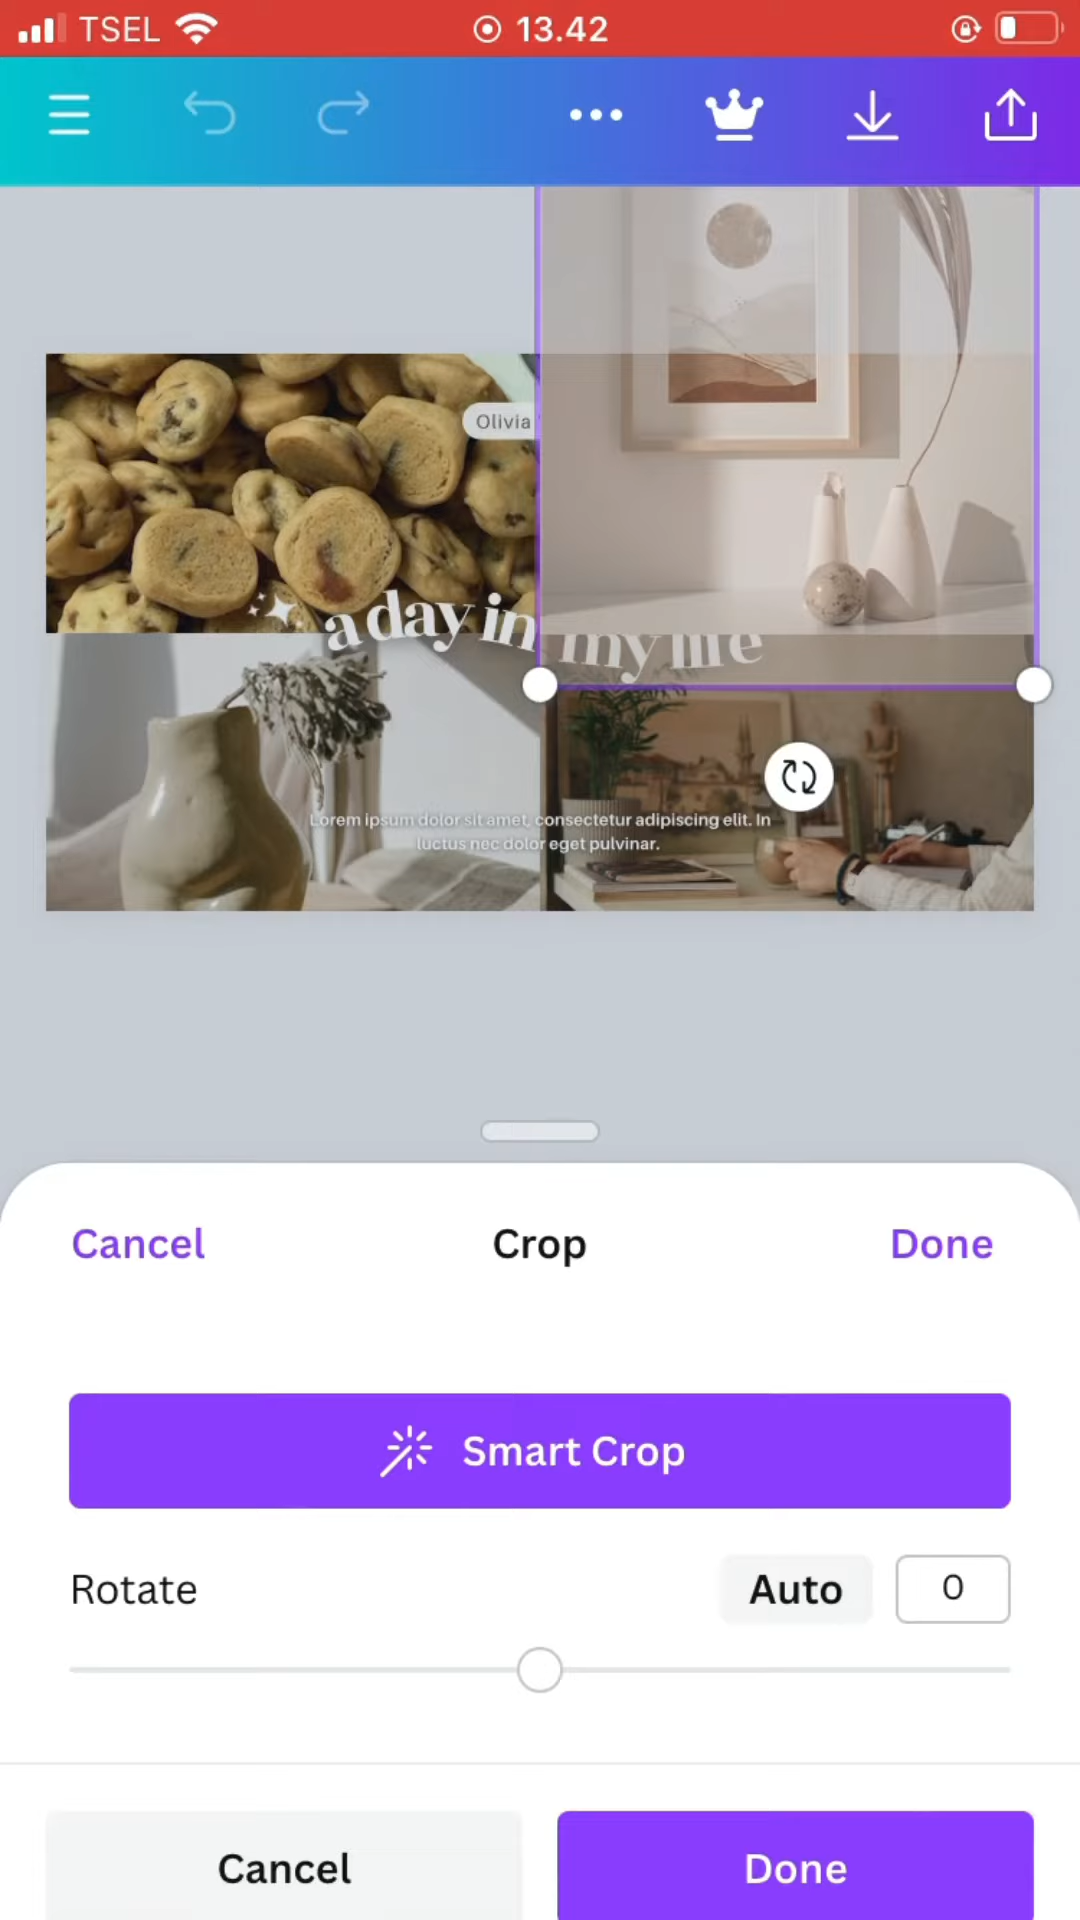 TSEL
13.42
Olivia
a day in my life
Lorem ipsum dolor sit amet, consectetur adipiscing elit. In
luctus nec dolor eget pulvinar.
Cancel
Crop
Done
Smart Crop
Rotate
Auto
0
Cancel
Done